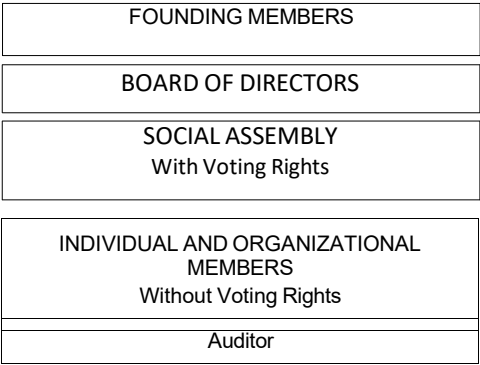 FOUNDING MEMBERS
BOARD OF DIRECTORS
SOCIAL ASSEMBLY
With Voting Rights
INDIVIDUAL AND ORGANIZATIONAL
MEMBERS
Without Voting Rights
Auditor